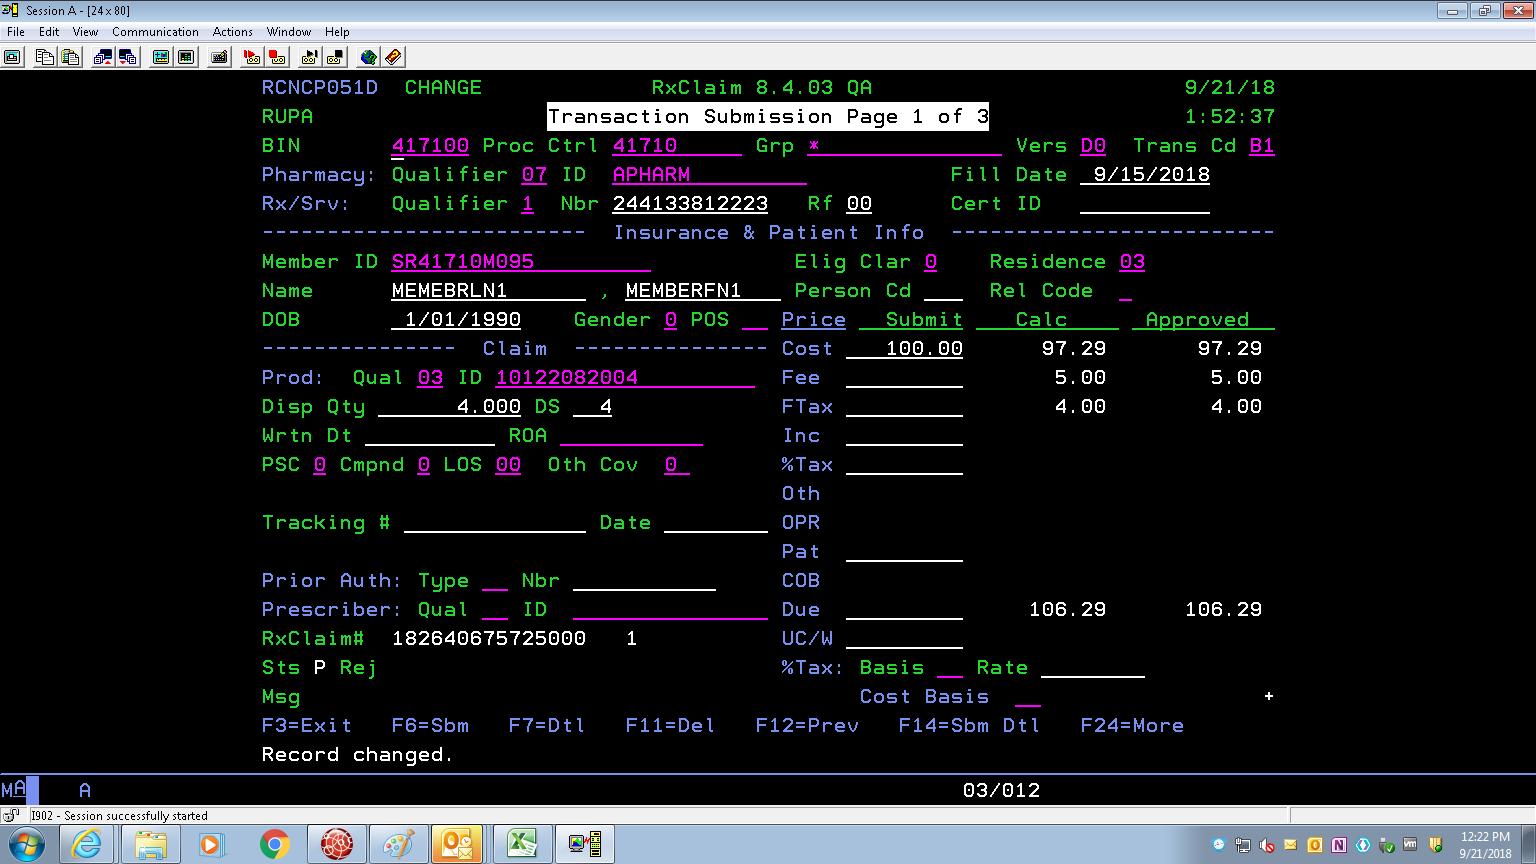 Session A - [24 x 80]
File Edit View Communication Actions Window Help
RCNCP051D CHANGE RxClaim 8.4.03 QA 9/21/18
RUPA Transaction Submission Page 1 of 3 1:52:37
BIN 417100 Proc Ctrl 41710 Grp * Vers D0 Trans Cd B1
Pharmacy: Qualifier 07 ID APHARM Fill Date 9/15/2018
Rx/Srv: Qualifier 1 Nbr 244133812223 Rf 00 Cert ID
------------------------- Insurance & Patient Info -------------------------
Member ID SR41710M095 Elig Clar 0 Residence 03
Name MEMEBRLN1 , MEMBERFN1 Person Cd Rel Code
DOB 1/01/1990 Gender 0 POS Price Submit Calc Approved
--------------- Claim --------------- Cost 100.00 97.29 97.29
Prod: Qual 03 ID 10122082004 Fee 5.00 5.00
Disp Qty 4.000 DS 4 FTax 4.00 4.00
Wrtn Dt ROA Inc
PSC 0 Cmpnd 0 LOS 00 Oth Cov 0 %Tax
Oth
Tracking # Date OPR
Pat
Prior Auth: Type Nbr COB
Prescriber: Qual ID Due 106.29 106.29
RxClaim# 182640675725000 1 UC/W
Sts P Rej %Tax: Basis Rate
Msg Cost Basis +
F3=Exit F6=Sbm F7=Dtl F11=Del F12=Prev F14=Sbm Dtl F24=More
Record changed.
MA A 03/012
I902 - Session successfully started
12:22 PM
9/21/2018